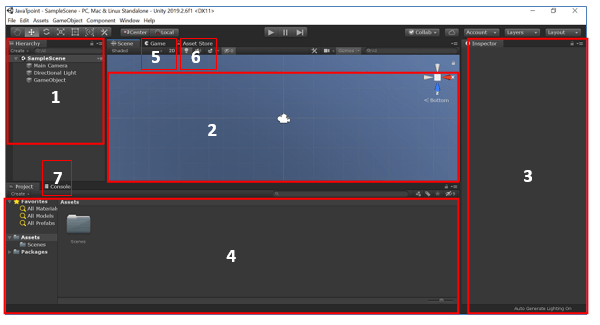 JavaTpoint - SampleScene - PC, Mac & Linux Standalone - Unity 2019.2.6f1 <DX11>
File Edit Assets GameObject Component Window Help
Center Local Collab Account Layers Layout
Hierarchy Scene Game Asset Store Inspector
Create Shaded 2D Gizmos
5 6
SampleScene
Main Camera
Directional Light
GameObject
Bottom
1
2
3
7
Project Console
Create
Favorites
All Material
All Models
All Prefabs
Assets
Scenes
Packages
Assets
Scenes
4
Auto Generate Lighting On